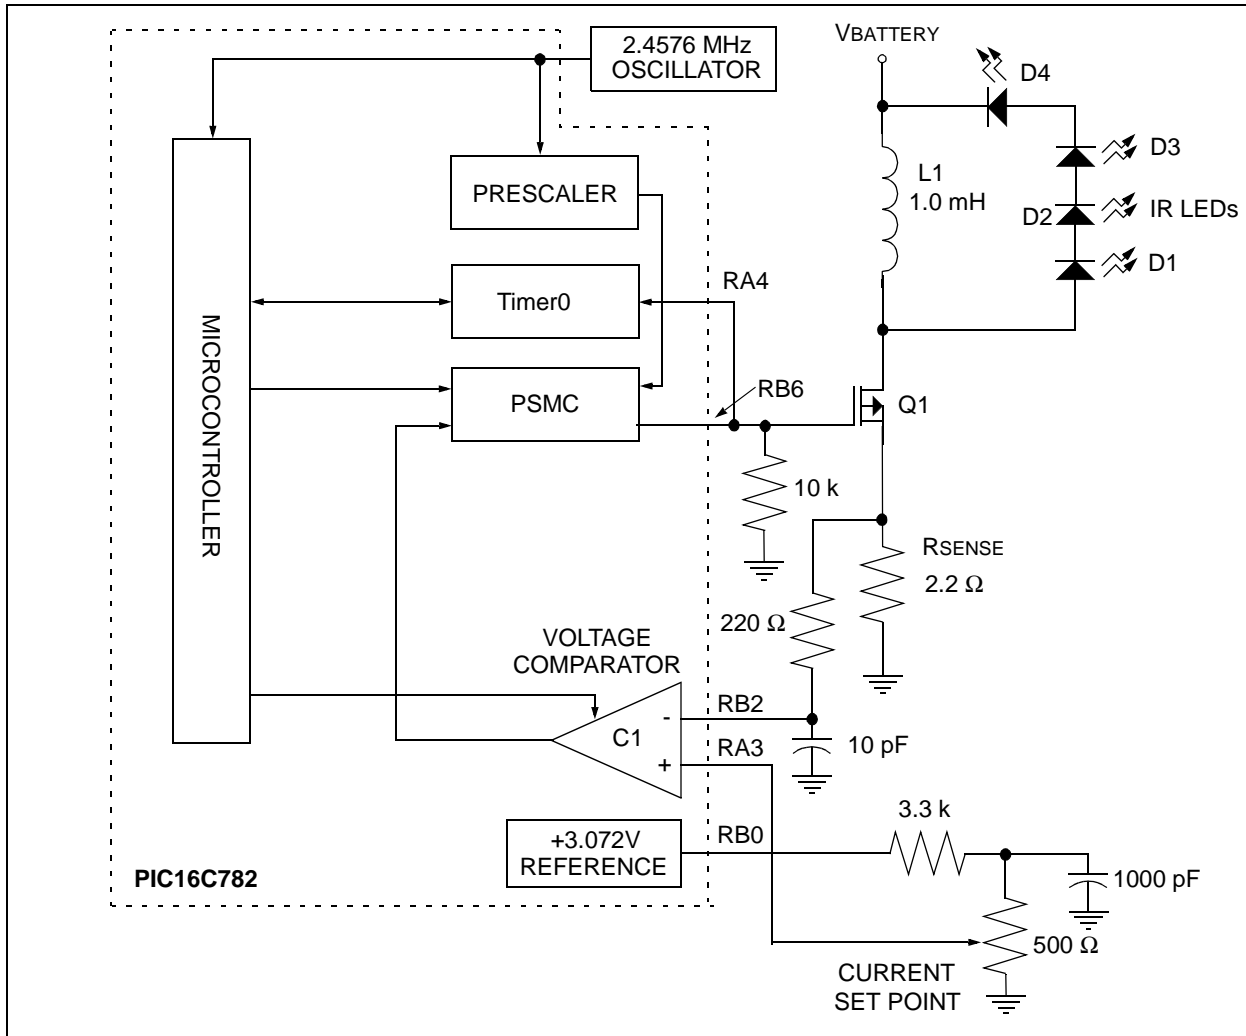 2.4576 MHz
OSCILLATOR
VBATTERY
D4
PRESCALER
L1
1.0 mH
D3
D2
IR LEDs
D1
MICROCONTROLLER
Timer0
RA4
PSMC
RB6
Q1
10 k
RSENSE
2.2 Ω
220 Ω
VOLTAGE
COMPARATOR
C1
-
+
RB2
RA3
10 pF
+3.072V
REFERENCE
RB0
3.3 k
1000 pF
500 Ω
PIC16C782
CURRENT
SET POINT